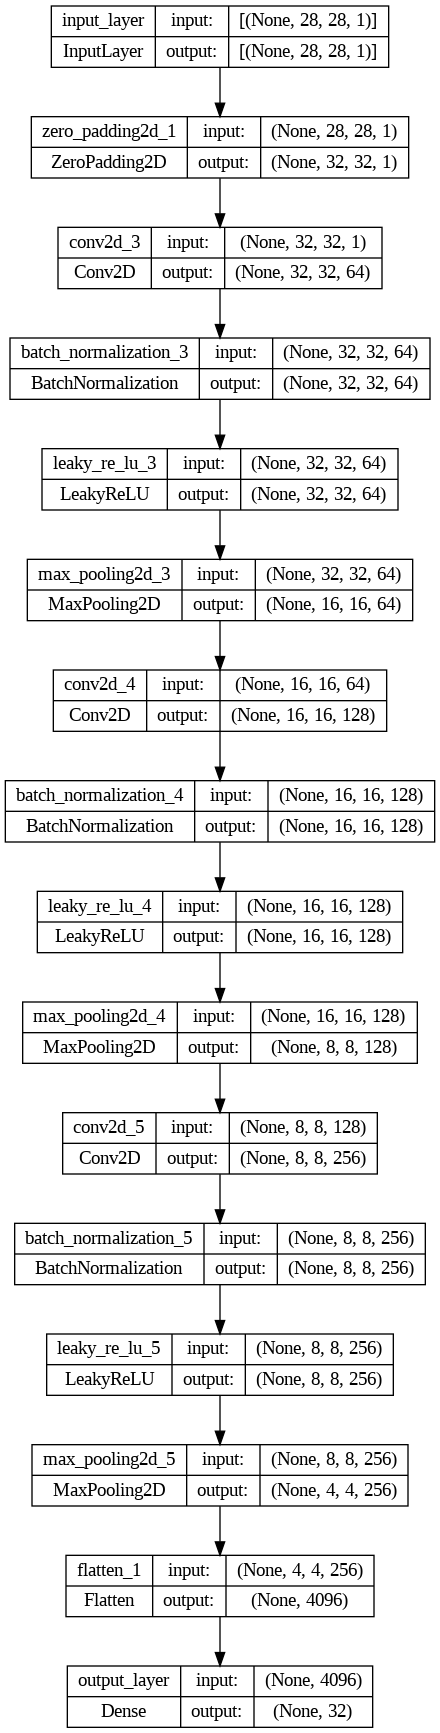 input_layer input: [(None, 28, 28, 1)]
InputLayer output: [(None, 28, 28, 1)]
zero_padding2d_1 input: (None, 28, 28, 1)
ZeroPadding2D output: (None, 32, 32, 1)
conv2d_3 input: (None, 32, 32, 1)
Conv2D output: (None, 32, 32, 64)
batch_normalization_3 input: (None, 32, 32, 64)
BatchNormalization output: (None, 32, 32, 64)
leaky_re_lu_3 input: (None, 32, 32, 64)
LeakyReLU output: (None, 32, 32, 64)
max_pooling2d_3 input: (None, 32, 32, 64)
MaxPooling2D output: (None, 16, 16, 64)
conv2d_4 input: (None, 16, 16, 64)
Conv2D output: (None, 16, 16, 128)
batch_normalization_4 input: (None, 16, 16, 128)
BatchNormalization output: (None, 16, 16, 128)
leaky_re_lu_4 input: (None, 16, 16, 128)
LeakyReLU output: (None, 16, 16, 128)
max_pooling2d_4 input: (None, 16, 16, 128)
MaxPooling2D output: (None, 8, 8, 128)
conv2d_5 input: (None, 8, 8, 128)
Conv2D output: (None, 8, 8, 256)
batch_normalization_5 input: (None, 8, 8, 256)
BatchNormalization output: (None, 8, 8, 256)
leaky_re_lu_5 input: (None, 8, 8, 256)
LeakyReLU output: (None, 8, 8, 256)
max_pooling2d_5 input: (None, 8, 8, 256)
MaxPooling2D output: (None, 4, 4, 256)
flatten_1 input: (None, 4, 4, 256)
Flatten output: (None, 4096)
output_layer input: (None, 4096)
Dense output: (None, 32)